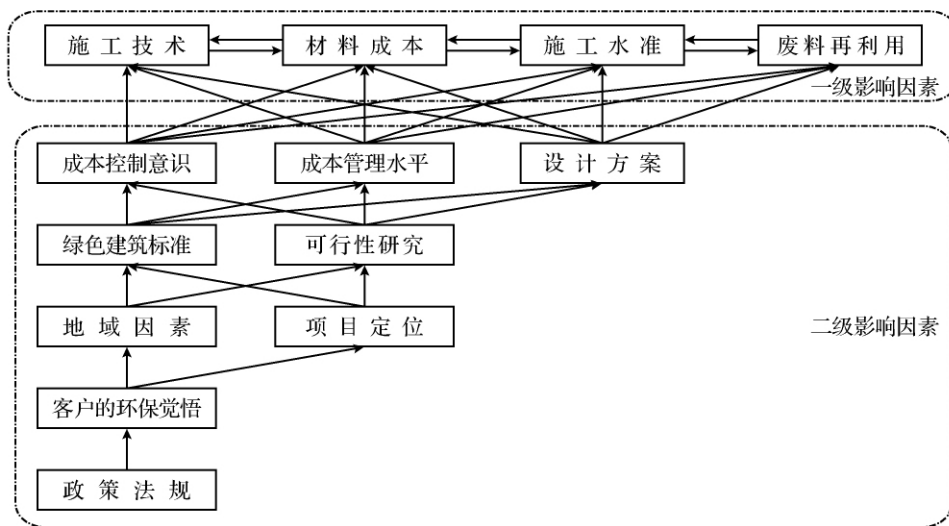 施工技术
材料成本
施工水准
废料再利用
一级影响因素
成本控制意识
成本管理水平
设计方案
绿色建筑标准
可行性研究
地域因素
项目定位
二级影响因素
客户的环保觉悟
政策法规